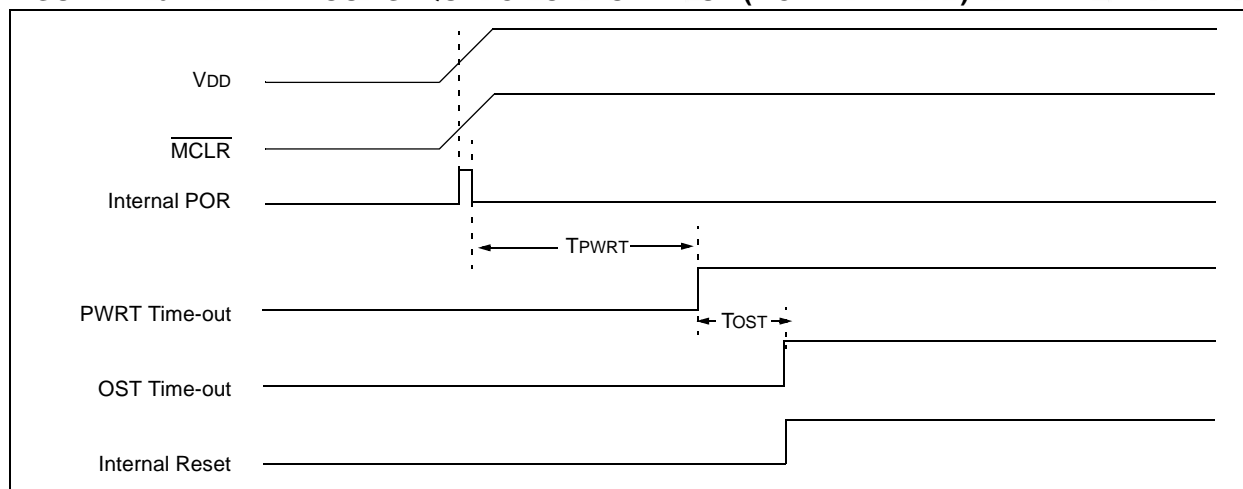 VDD
MCLR
Internal POR
TPWRT
PWRT Time-out
TOST
OST Time-out
Internal Reset